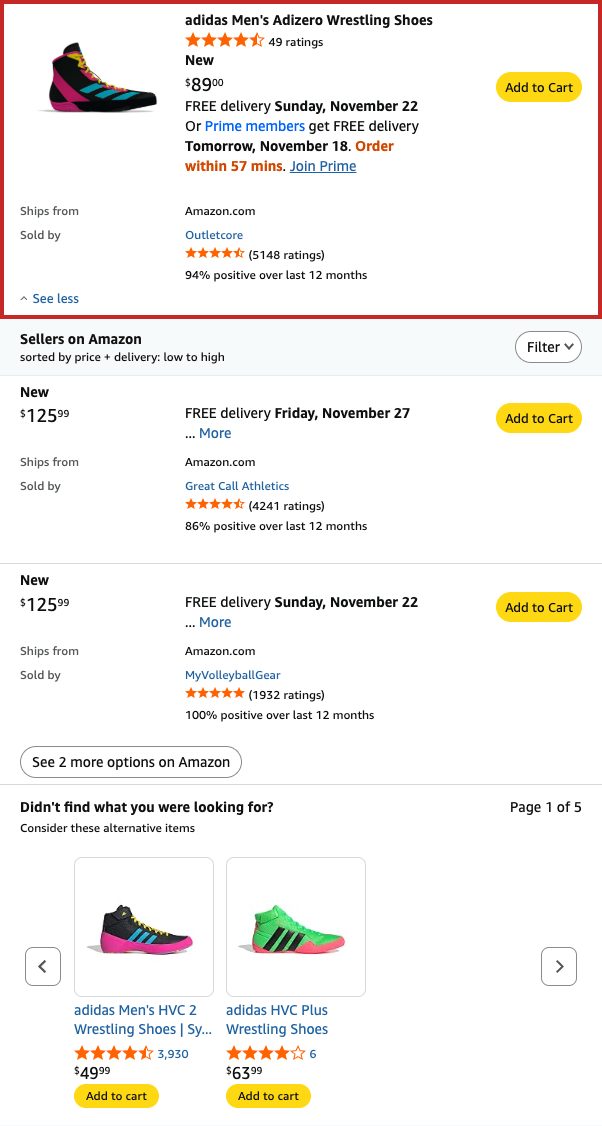 adidas Men's Adizero Wrestling Shoes
49 ratings
New
$8900
FREE delivery Sunday, November 22
Add to Cart
Or Prime members get FREE delivery
Tomorrow, November 18. Order
within 57 mins. Join Prime
Ships from Amazon.com
Sold by Outletcore
(5148 ratings)
94% positive over last 12 months
See less
Sellers on Amazon
sorted by price + delivery: low to high
Filter
New
$12599 FREE delivery Friday, November 27
Add to Cart
... More
Ships from Amazon.com
Sold by Great Call Athletics
(4241 ratings)
86% positive over last 12 months
New
$12599 FREE delivery Sunday, November 22
Add to Cart
... More
Ships from Amazon.com
Sold by MyVolleyballGear
(1932 ratings)
100% positive over last 12 months
See 2 more options on Amazon
Didn't find what you were looking for? Page 1 of 5
Consider these alternative items
adidas Men's HVC 2
Wrestling Shoes | Sy...
3,930
$4999
Add to cart
adidas HVC Plus
Wrestling Shoes
6
$6399
Add to cart